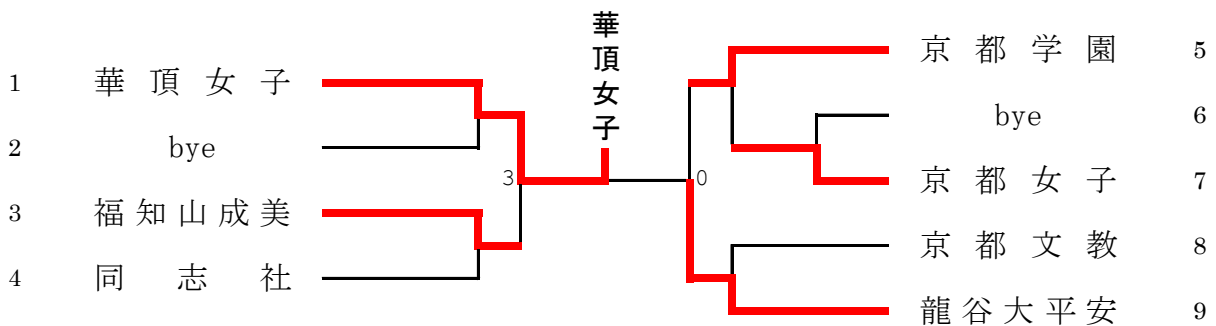 華頂女子
1 華頂女子
2 bye
3 福知山成美
4 同志社
3
0
京都学園 5
bye 6
京都女子 7
京都文教 8
龍谷大平安 9